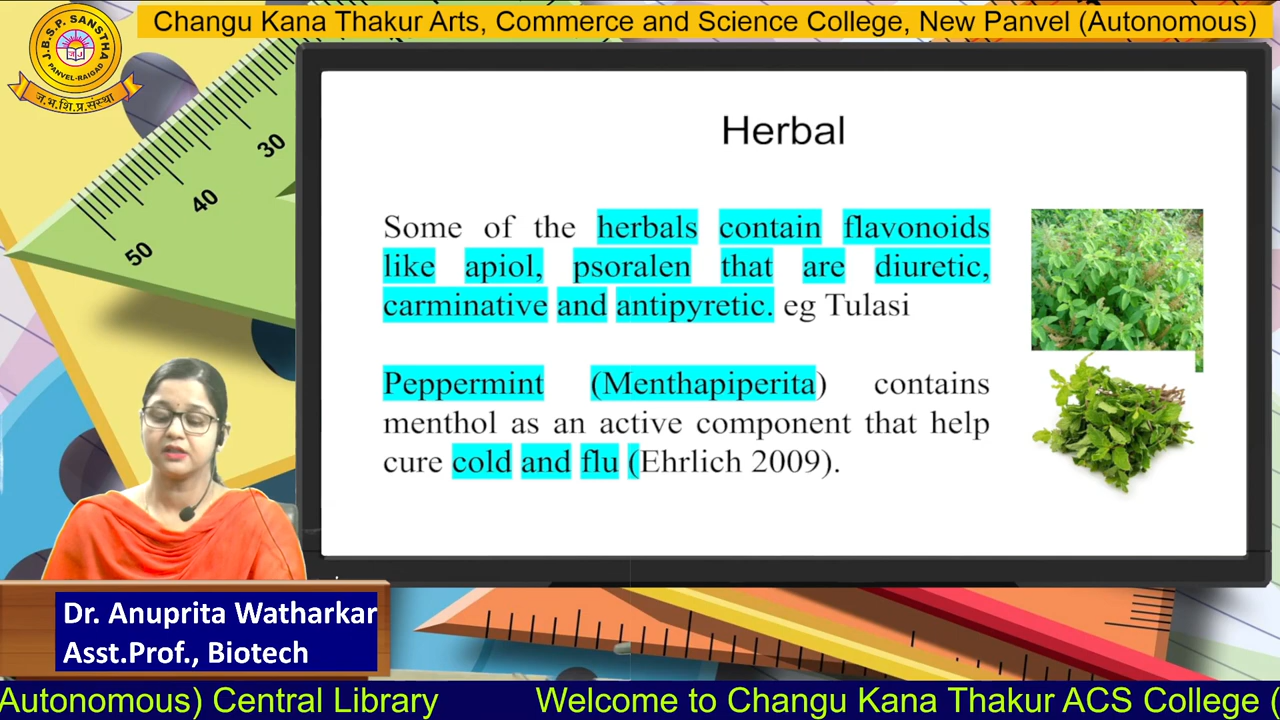 Changu Kana Thakur Arts, Commerce and Science College, New Panvel (Autonomous)
J.B.S.P. SANSTHA
PANVEL-RAIGAD
ज.भ.शि.प्र.संस्था
30
40
50
Herbal
Some of the herbals contain flavonoids
like apiol, psoralen that are diuretic,
carminative and antipyretic. eg Tulasi
Peppermint (Menthapiperita) contains
menthol as an active component that help
cure cold and flu (Ehrlich 2009).
Dr. Anuprita Watharkar
Asst.Prof., Biotech
Autonomous) Central Library Welcome to Changu Kana Thakur ACS College (